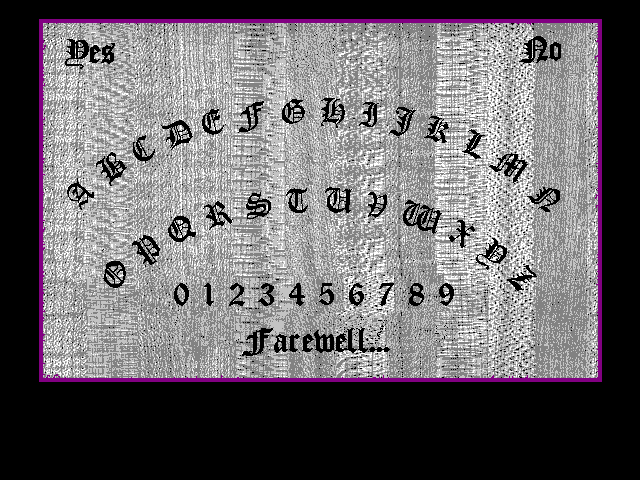 Yes No
A B C D E F G H I J K L M N
O P Q R S T U V W X Y Z
0 1 2 3 4 5 6 7 8 9
Farewell...